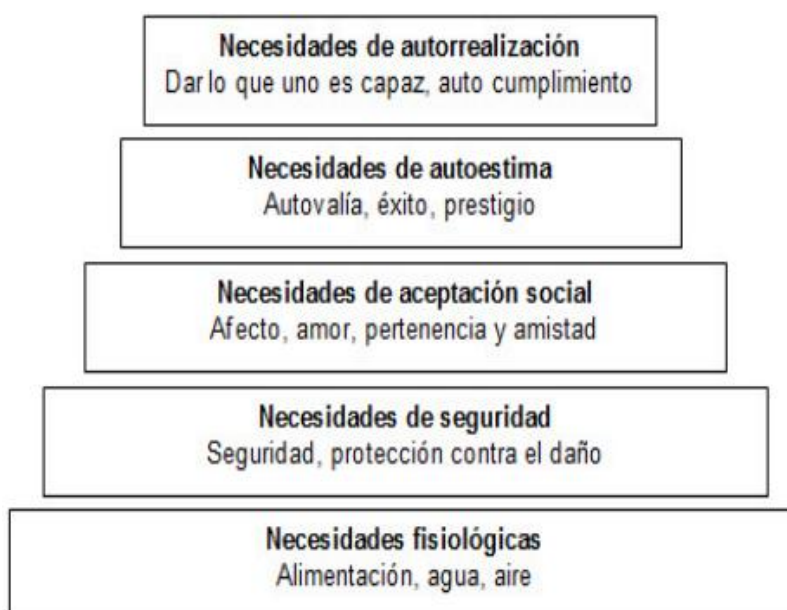 Necesidades de autorrealización
Dar lo que uno es capaz, auto cumplimiento
Necesidades de autoestima
Autovalía, éxito, prestigio
Necesidades de aceptación social
Afecto, amor, pertenencia y amistad
Necesidades de seguridad
Seguridad, protección contra el daño
Necesidades fisiológicas
Alimentación, agua, aire